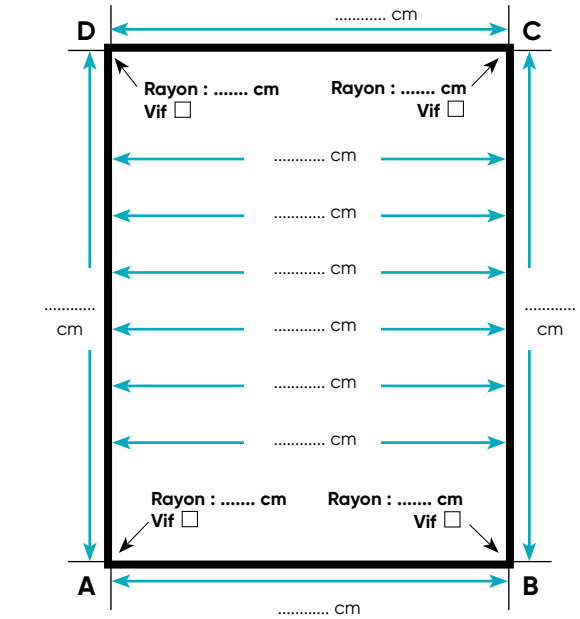 ............ cm
D
C
Rayon : ....... cm
Vif □
Rayon : ....... cm
Vif □
............ cm
............ cm
............ cm
............
cm
............
cm
............ cm
............ cm
............ cm
Rayon : ....... cm
Vif □
Rayon : ....... cm
Vif □
A
B
............ cm